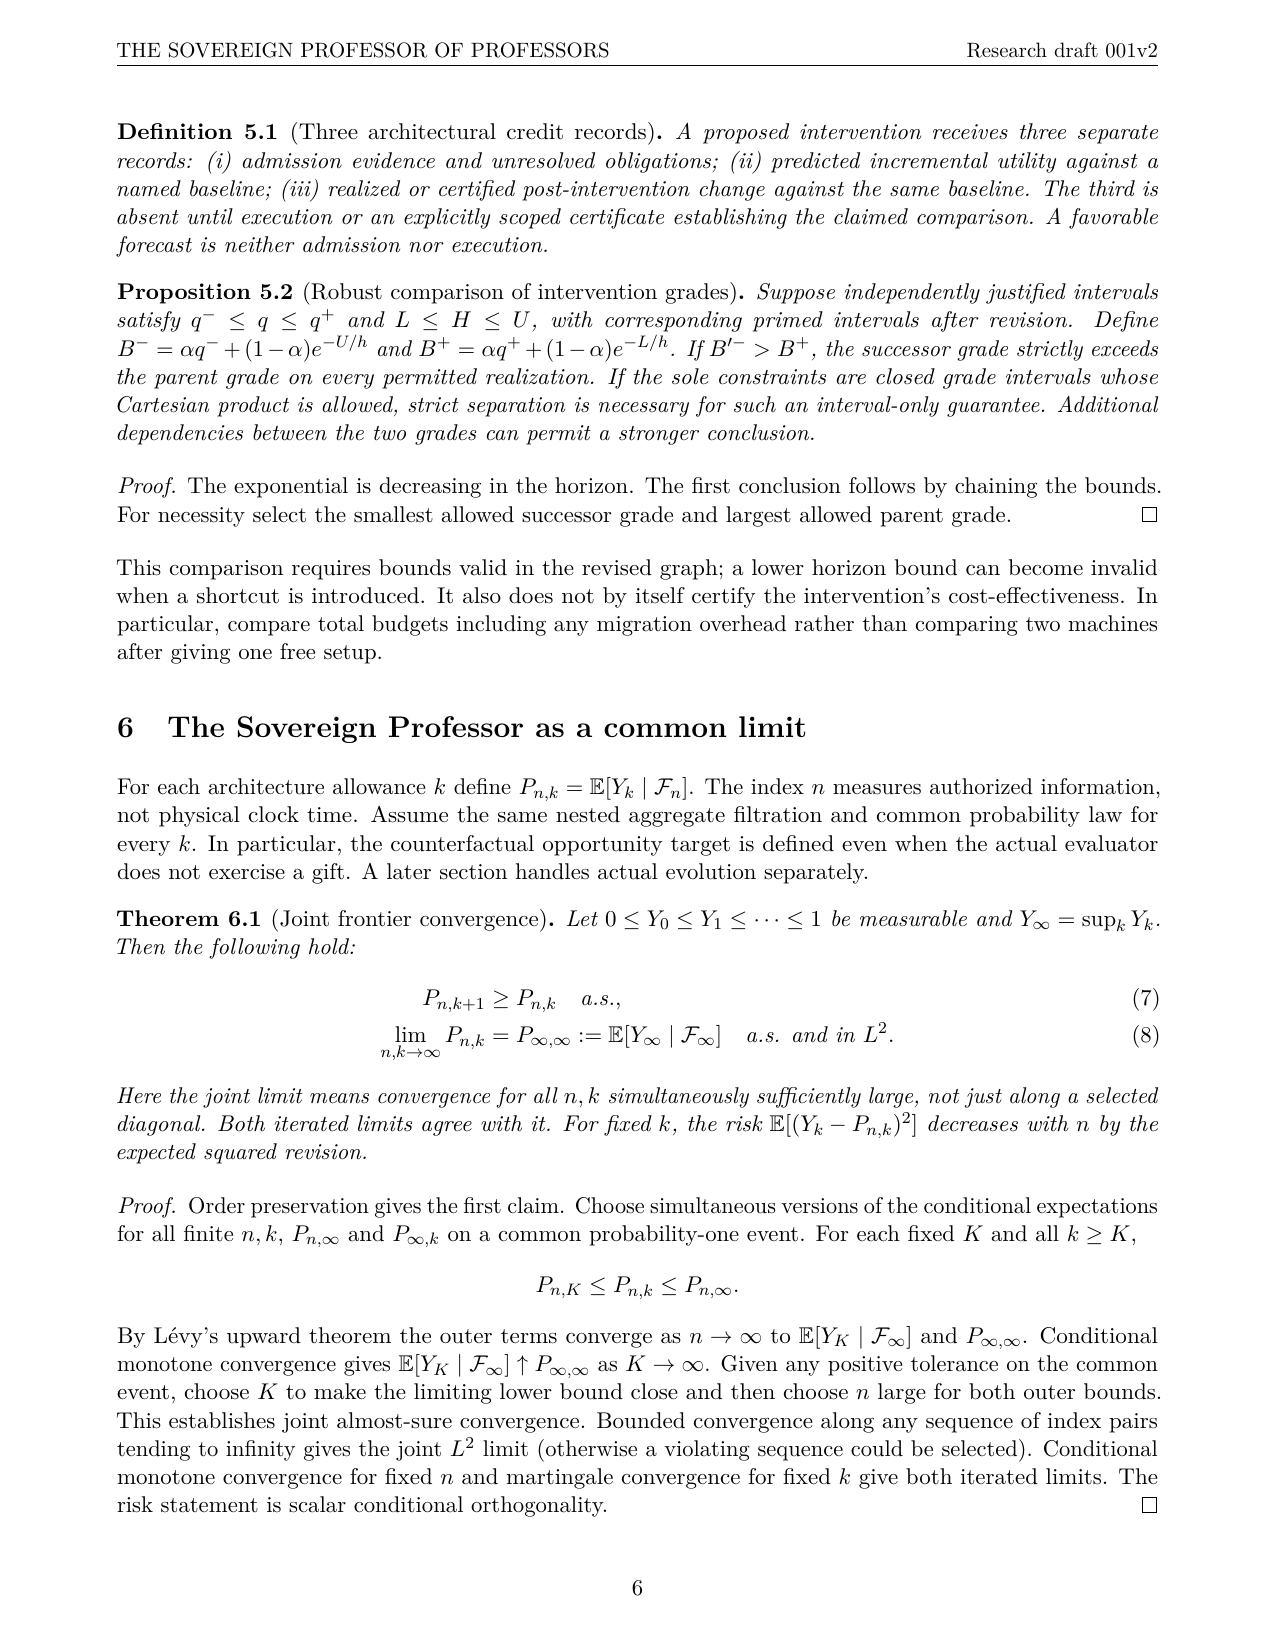 THE SOVEREIGN PROFESSOR OF PROFESSORS Research draft 001v2
Definition 5.1 (Three architectural credit records). A proposed intervention receives three separate
records: (i) admission evidence and unresolved obligations; (ii) predicted incremental utility against a
named baseline; (iii) realized or certified post-intervention change against the same baseline. The third is
absent until execution or an explicitly scoped certificate establishing the claimed comparison. A favorable
forecast is neither admission nor execution.
Proposition 5.2 (Robust comparison of intervention grades). Suppose independently justified intervals
satisfy q⁻ ≤ q ≤ q⁺ and L ≤ H ≤ U, with corresponding primed intervals after revision. Define
B⁻ = αq⁻ + (1 − α)e^{−U/h} and B⁺ = αq⁺ + (1 − α)e^{−L/h}. If B′⁻ > B⁺, the successor grade strictly exceeds
the parent grade on every permitted realization. If the sole constraints are closed grade intervals whose
Cartesian product is allowed, strict separation is necessary for such an interval-only guarantee. Additional
dependencies between the two grades can permit a stronger conclusion.
Proof. The exponential is decreasing in the horizon. The first conclusion follows by chaining the bounds.
For necessity select the smallest allowed successor grade and largest allowed parent grade. □
This comparison requires bounds valid in the revised graph; a lower horizon bound can become invalid
when a shortcut is introduced. It also does not by itself certify the intervention's cost-effectiveness. In
particular, compare total budgets including any migration overhead rather than comparing two machines
after giving one free setup.
6 The Sovereign Professor as a common limit
For each architecture allowance k define P_{n,k} = 𝔼[Y_k | ℱ_n]. The index n measures authorized information,
not physical clock time. Assume the same nested aggregate filtration and common probability law for
every k. In particular, the counterfactual opportunity target is defined even when the actual evaluator
does not exercise a gift. A later section handles actual evolution separately.
Theorem 6.1 (Joint frontier convergence). Let 0 ≤ Y_0 ≤ Y_1 ≤ ⋯ ≤ 1 be measurable and Y_∞ = sup_k Y_k.
Then the following hold:
P_{n,k+1} ≥ P_{n,k} a.s., (7)
lim_{n,k→∞} P_{n,k} = P_{∞,∞} := 𝔼[Y_∞ | ℱ_∞] a.s. and in L². (8)
Here the joint limit means convergence for all n, k simultaneously sufficiently large, not just along a selected
diagonal. Both iterated limits agree with it. For fixed k, the risk 𝔼[(Y_k − P_{n,k})²] decreases with n by the
expected squared revision.
Proof. Order preservation gives the first claim. Choose simultaneous versions of the conditional expectations
for all finite n, k, P_{n,∞} and P_{∞,k} on a common probability-one event. For each fixed K and all k ≥ K,
P_{n,K} ≤ P_{n,k} ≤ P_{n,∞}.
By Lévy's upward theorem the outer terms converge as n → ∞ to 𝔼[Y_K | ℱ_∞] and P_{∞,∞}. Conditional
monotone convergence gives 𝔼[Y_K | ℱ_∞] ↑ P_{∞,∞} as K → ∞. Given any positive tolerance on the common
event, choose K to make the limiting lower bound close and then choose n large for both outer bounds.
This establishes joint almost-sure convergence. Bounded convergence along any sequence of index pairs
tending to infinity gives the joint L² limit (otherwise a violating sequence could be selected). Conditional
monotone convergence for fixed n and martingale convergence for fixed k give both iterated limits. The
risk statement is scalar conditional orthogonality. □
6